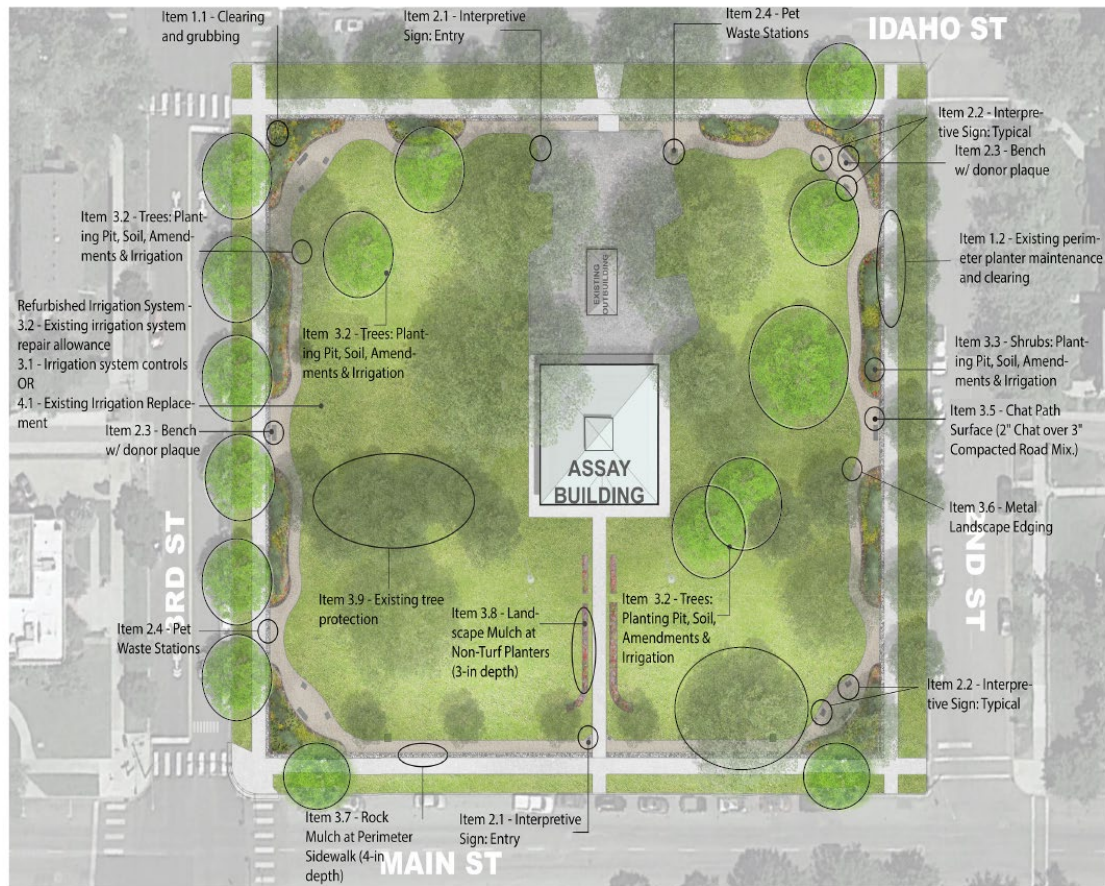 Item 1.1 - Clearing
and grubbing
Item 2.1 - Interpretive
Sign: Entry
Item 2.4 - Pet
Waste Stations
IDAHO ST
Item 2.2 - Interpre-
tive Sign: Typical
Item 2.3 - Bench
w/ donor plaque
Item 3.2 - Trees: Plant-
ing Pit, Soil, Amend-
ments & Irrigation
Item 1.2 - Existing perim-
eter planter maintenance
and clearing
EXISTING
OUTBUILDING
Refurbished Irrigation System -
3.2 - Existing irrigation system
repair allowance
3.1 - Irrigation system controls
OR
4.1 - Existing Irrigation Replace-
ment
Item 3.2 - Trees: Plant-
ing Pit, Soil, Amend-
ments & Irrigation
Item 3.3 - Shrubs: Plant-
ing Pit, Soil, Amend-
ments & Irrigation
Item 2.3 - Bench
w/ donor plaque
Item 3.5 - Chat Path
Surface (2" Chat over 3"
Compacted Road Mix.)
ASSAY
BUILDING
Item 3.6 - Metal
Landscape Edging
3RD ST
2ND ST
Item 3.9 - Existing tree
protection
Item 3.8 - Land-
scape Mulch at
Non-Turf Planters
(3-in depth)
Item 3.2 - Trees:
Planting Pit, Soil,
Amendments &
Irrigation
Item 2.4 - Pet
Waste Stations
Item 2.2 - Interpre-
tive Sign: Typical
Item 3.7 - Rock
Mulch at Perimeter
Sidewalk (4-in
depth)
Item 2.1 - Interpretive
Sign: Entry
MAIN ST